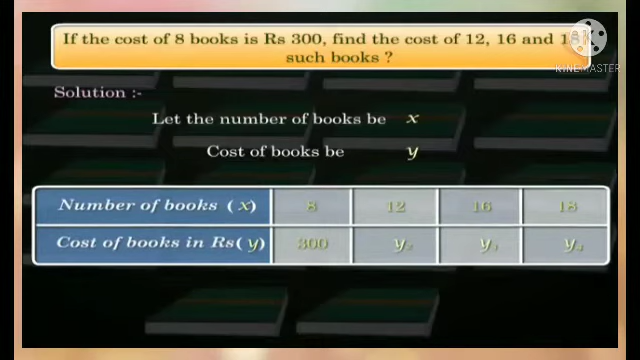 If the cost of 8 books is Rs 300, find the cost of 12, 16 and
such books ?
KINEMASTER
Solution :-
Let the number of books be x
Cost of books be y
Number of books (x) 8 12 16 18
Cost of books in Rs(y) 300 y₂ y₃ y₄